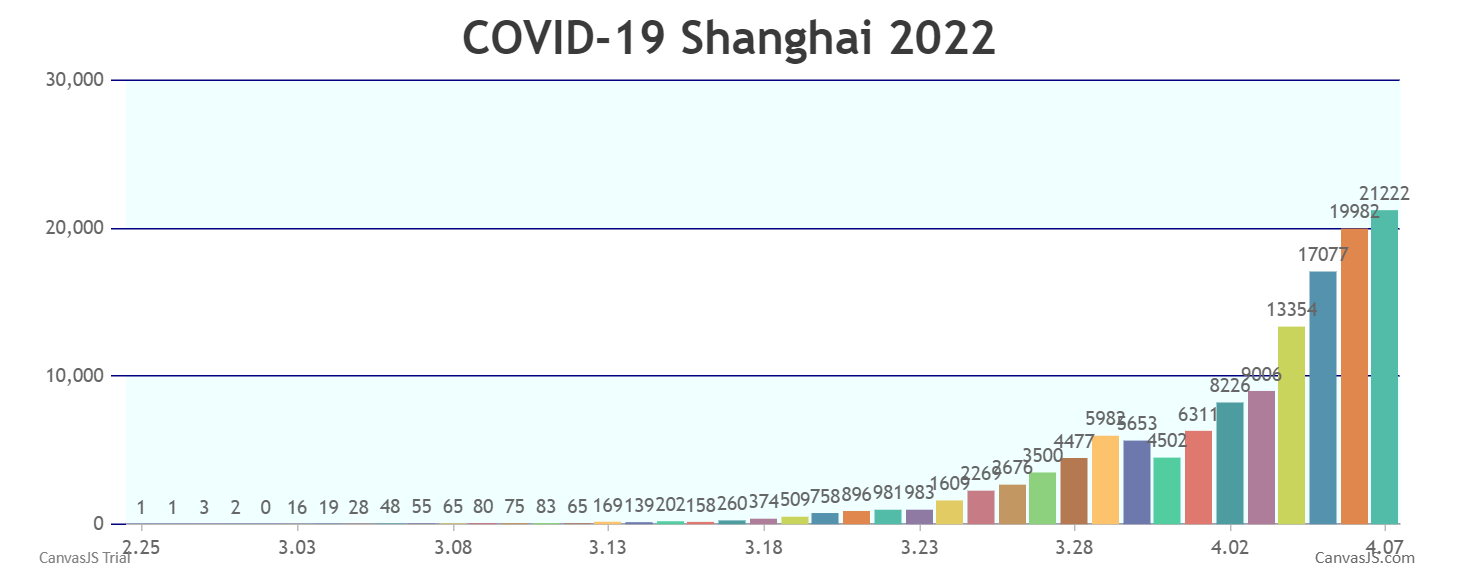 COVID-19 Shanghai 2022
30,000
20,000
10,000
0
1 1 3 2 0 16 19 28 48 55 65 80 75 83 65 169 139 202 158 260 374 509 758 896 981 983 1609 2269 2676 3500 4477 5982 5653 4502 6311 8226 9006 13354 17077 19982 21222
2.25 3.03 3.08 3.13 3.18 3.23 3.28 4.02 4.07
CanvasJS Trial
CanvasJS.com